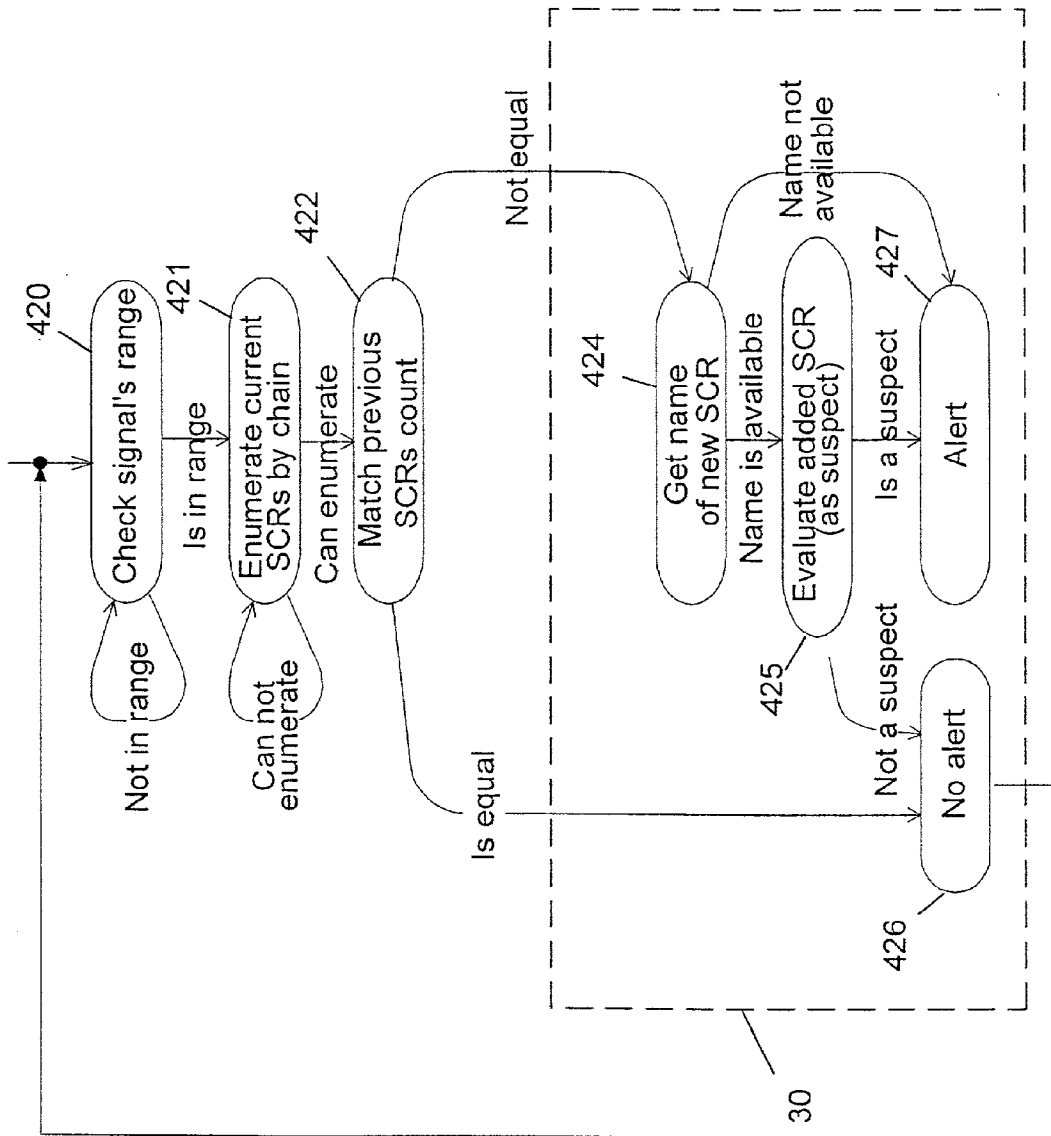 420
Check signal's range
Not in range
Is in range
421
Enumerate current
SCRs by chain
Can not
enumerate
Can enumerate
422
Match previous
SCRs count
Is equal
Not equal
424
Get name
of new SCR
Name is available
Name not
available
425
Evaluate added SCR
(as suspect)
Not a suspect
Is a suspect
426
No alert
427
Alert
30